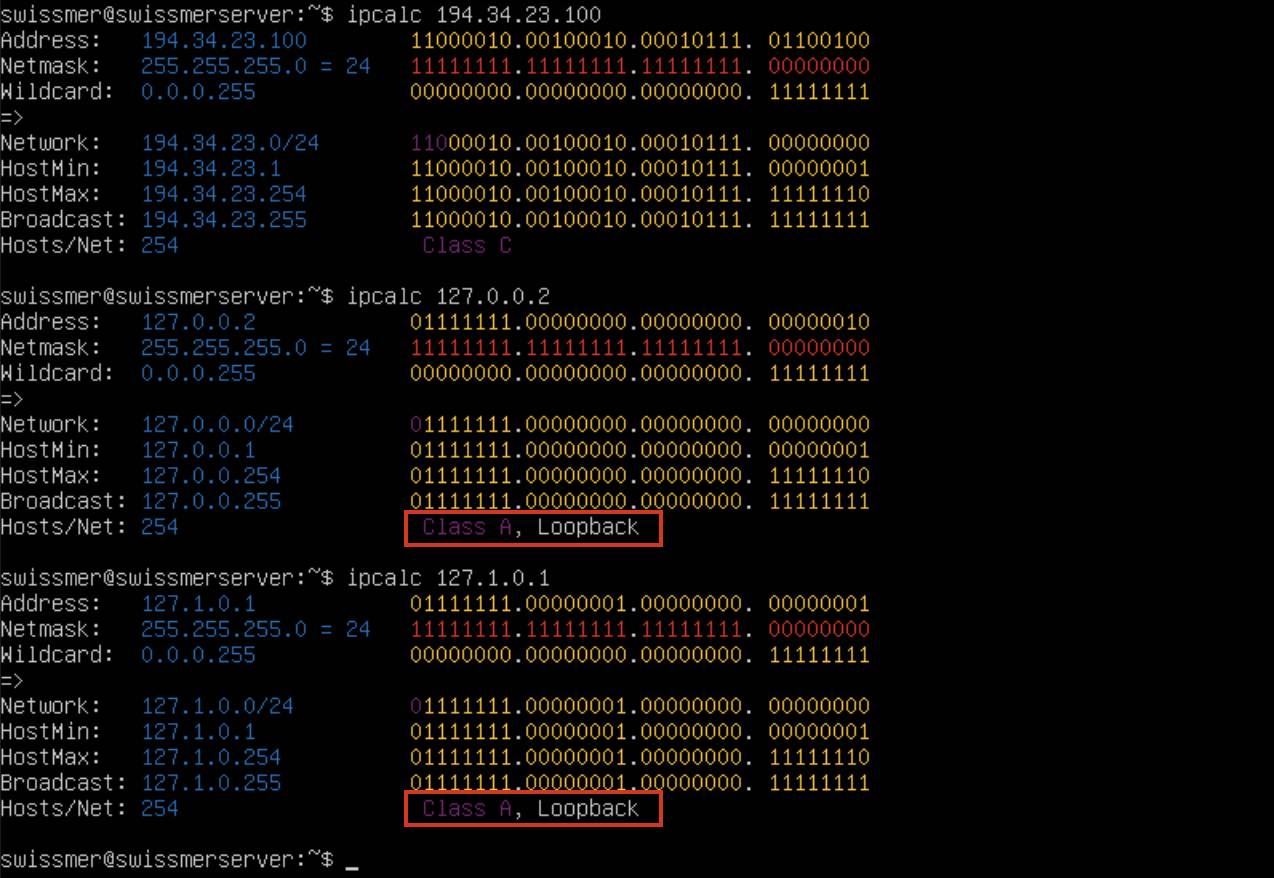 swissmer@swissmerserver:~$ ipcalc 194.34.23.100
Address:   194.34.23.100        11000010.00100010.00010111. 01100100
Netmask:   255.255.255.0 = 24   11111111.11111111.11111111. 00000000
Wildcard:  0.0.0.255            00000000.00000000.00000000. 11111111
=>
Network:   194.34.23.0/24       11000010.00100010.00010111. 00000000
HostMin:   194.34.23.1          11000010.00100010.00010111. 00000001
HostMax:   194.34.23.254        11000010.00100010.00010111. 11111110
Broadcast: 194.34.23.255        11000010.00100010.00010111. 11111111
Hosts/Net: 254                   Class C
swissmer@swissmerserver:~$ ipcalc 127.0.0.2
Address:   127.0.0.2            01111111.00000000.00000000. 00000010
Netmask:   255.255.255.0 = 24   11111111.11111111.11111111. 00000000
Wildcard:  0.0.0.255            00000000.00000000.00000000. 11111111
=>
Network:   127.0.0.0/24         01111111.00000000.00000000. 00000000
HostMin:   127.0.0.1            01111111.00000000.00000000. 00000001
HostMax:   127.0.0.254          01111111.00000000.00000000. 11111110
Broadcast: 127.0.0.255          01111111.00000000.00000000. 11111111
Hosts/Net: 254                   Class A, Loopback
swissmer@swissmerserver:~$ ipcalc 127.1.0.1
Address:   127.1.0.1            01111111.00000001.00000000. 00000001
Netmask:   255.255.255.0 = 24   11111111.11111111.11111111. 00000000
Wildcard:  0.0.0.255            00000000.00000000.00000000. 11111111
=>
Network:   127.1.0.0/24         01111111.00000001.00000000. 00000000
HostMin:   127.1.0.1            01111111.00000001.00000000. 00000001
HostMax:   127.1.0.254          01111111.00000001.00000000. 11111110
Broadcast: 127.1.0.255          01111111.00000001.00000000. 11111111
Hosts/Net: 254                   Class A, Loopback
swissmer@swissmerserver:~$ _